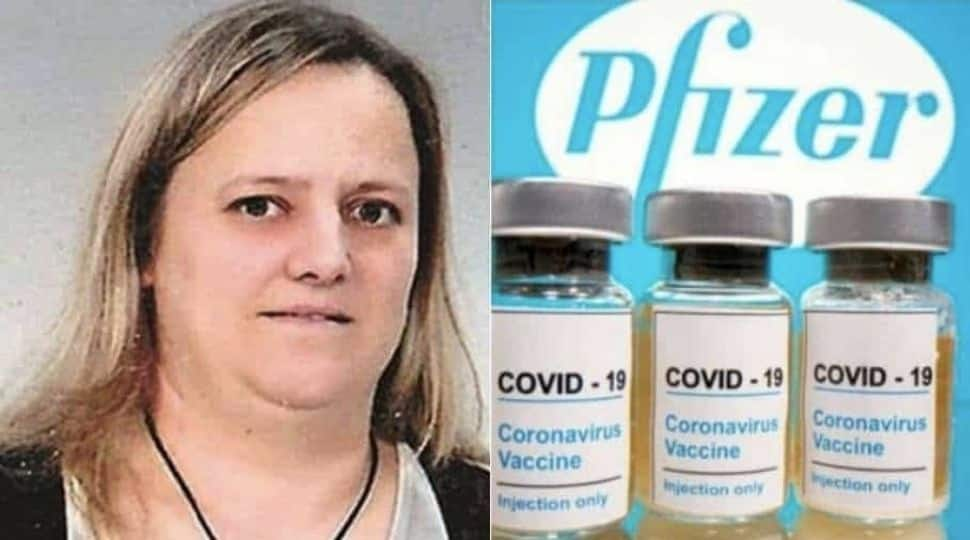 Pfizer
COVID - 19
Coronavirus
Vaccine
Injection only
COVID - 19
Coronavirus
Vaccine
Injection only
COVID - 19
Coronavirus
Vaccine
Injection only